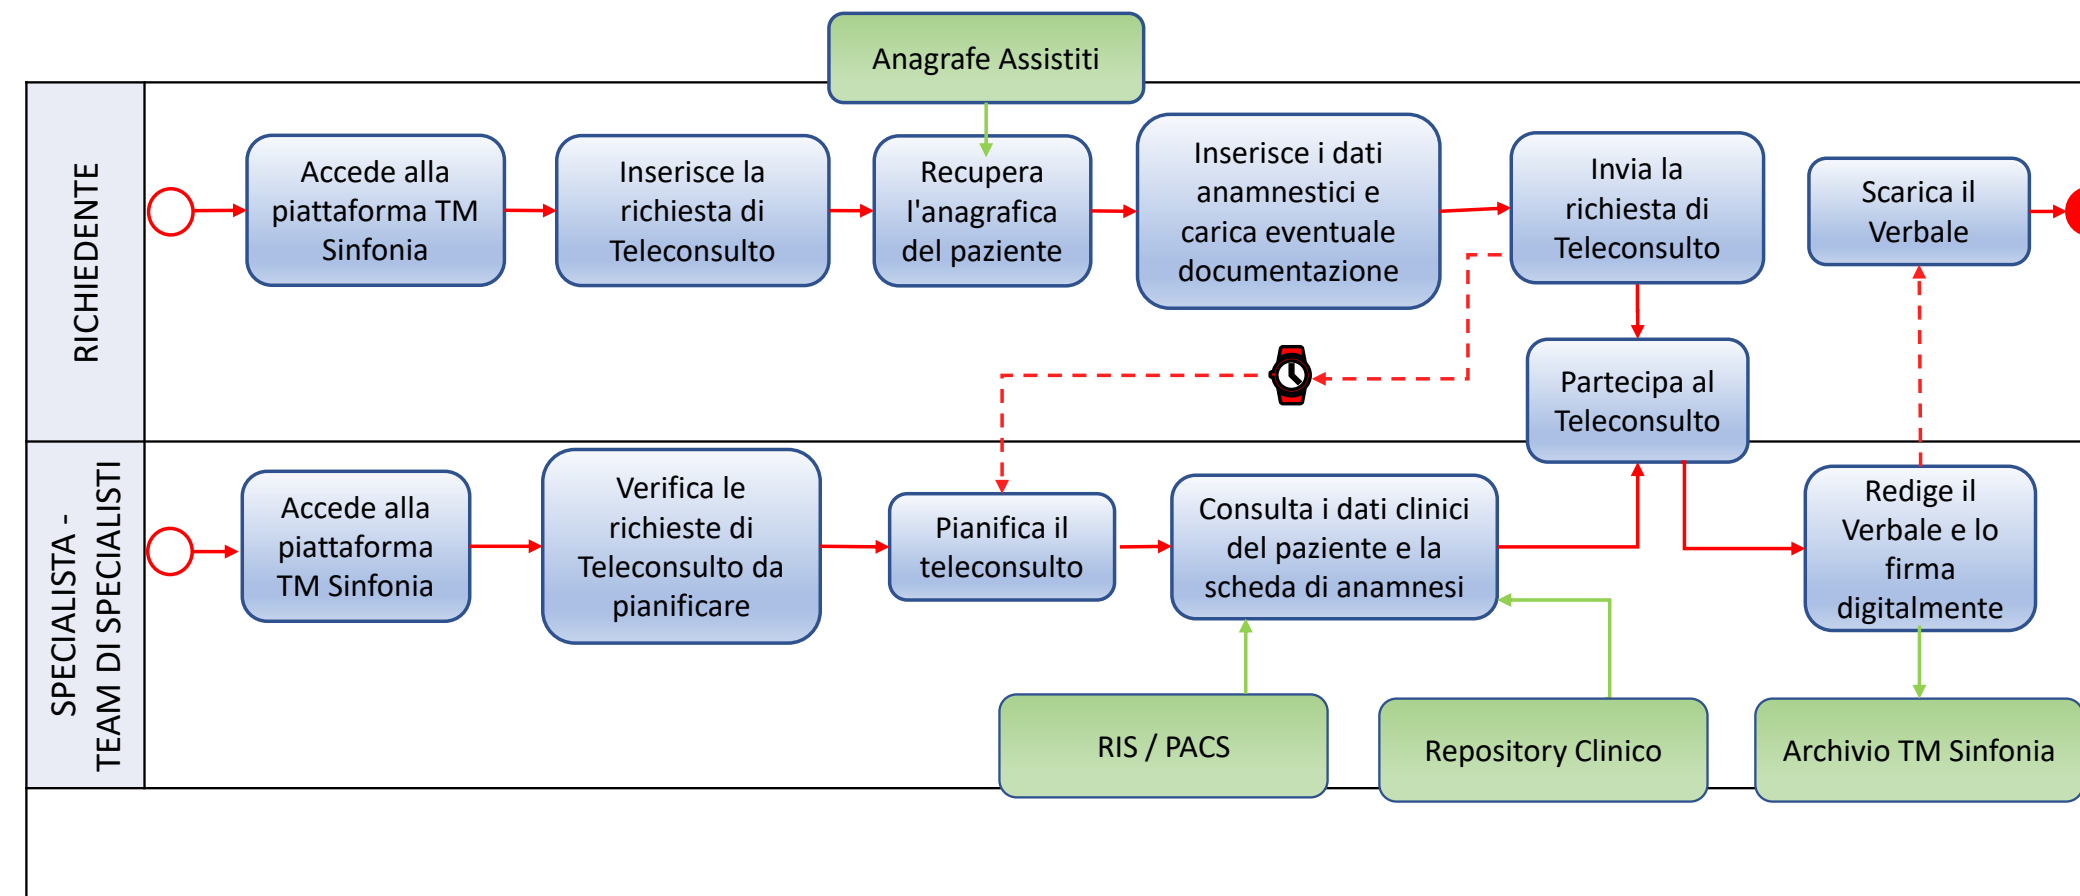 Anagrafe Assistiti
RICHIEDENTE
Accede alla
piattaforma TM
Sinfonia
Inserisce la
richiesta di
Teleconsulto
Recupera
l'anagrafica
del paziente
Inserisce i dati
anamnestici e
carica eventuale
documentazione
Invia la
richiesta di
Teleconsulto
Scarica il
Verbale
Partecipa al
Teleconsulto
SPECIALISTA -
TEAM DI SPECIALISTI
Accede alla
piattaforma
TM Sinfonia
Verifica le
richieste di
Teleconsulto da
pianificare
Pianifica il
teleconsulto
Consulta i dati clinici
del paziente e la
scheda di anamnesi
Redige il
Verbale e lo
firma
digitalmente
RIS / PACS
Repository Clinico
Archivio TM Sinfonia